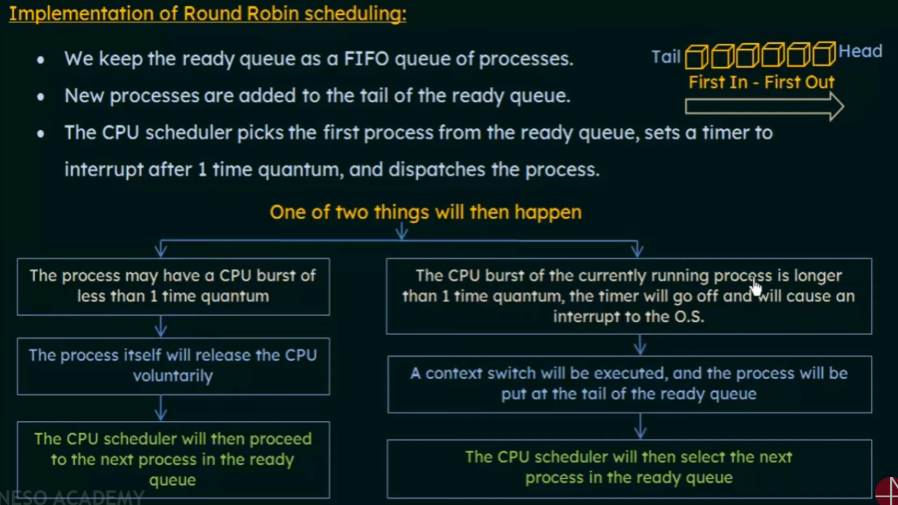 Implementation of Round Robin scheduling:
• We keep the ready queue as a FIFO queue of processes.
Tail
Head
First In - First Out
• New processes are added to the tail of the ready queue.
• The CPU scheduler picks the first process from the ready queue, sets a timer to
interrupt after 1 time quantum, and dispatches the process.
One of two things will then happen
The process may have a CPU burst of
less than 1 time quantum
The process itself will release the CPU
voluntarily
The CPU scheduler will then proceed
to the next process in the ready
queue
The CPU burst of the currently running process is longer
than 1 time quantum, the timer will go off and will cause an
interrupt to the O.S.
A context switch will be executed, and the process will be
put at the tail of the ready queue
The CPU scheduler will then select the next
process in the ready queue
NESO ACADEMY